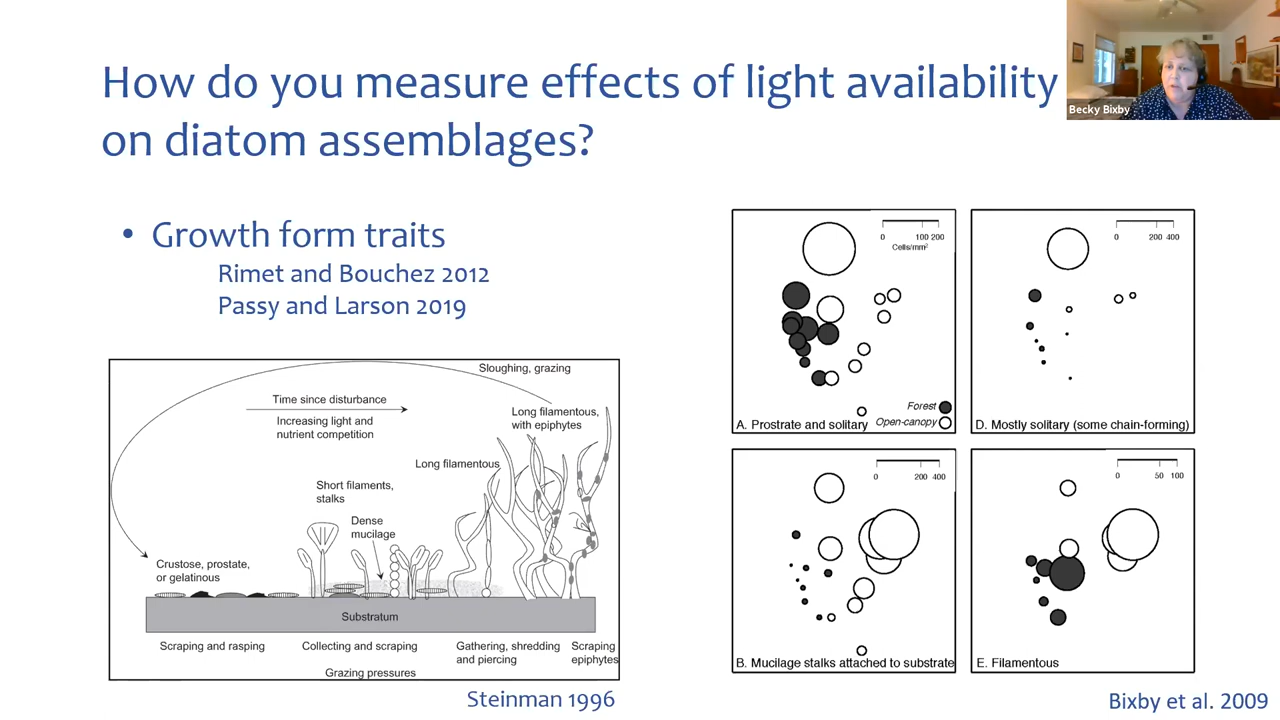 How do you measure effects of light availability
on diatom assemblages?
Becky Bixby
• Growth form traits
Rimet and Bouchez 2012
Passy and Larson 2019
Sloughing, grazing
Time since disturbance
Increasing light and
nutrient competition
Long filamentous,
with epiphytes
Long filamentous
Short filaments,
stalks
Dense
mucilage
Crustose, prostate,
or gelatinous
Substratum
Scraping and rasping
Collecting and scraping
Gathering, shredding
and piercing
Scraping
epiphytes
Grazing pressures
Steinman 1996
0 100 200
Cells/mm²
Forest
Open-canopy
A. Prostrate and solitary
0 200 400
D. Mostly solitary (some chain-forming)
0 200 400
B. Mucilage stalks attached to substrate
0 50 100
E. Filamentous
Bixby et al. 2009